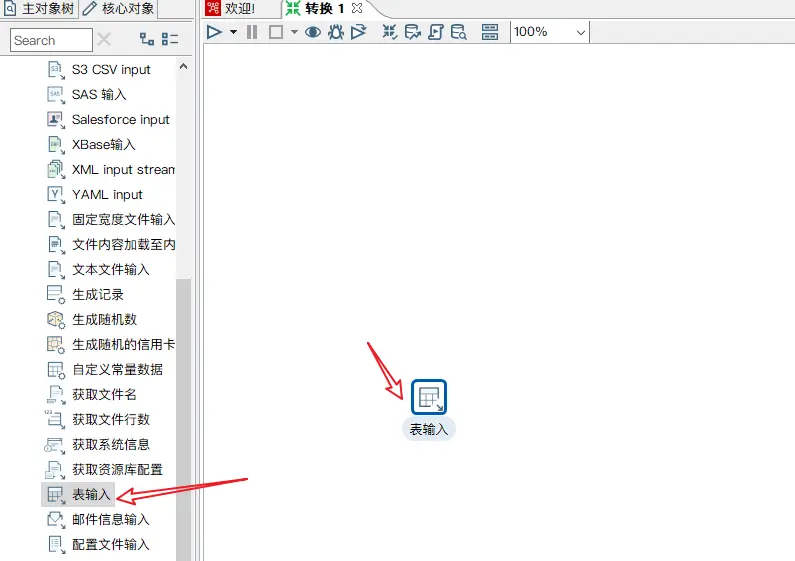 主对象树 核心对象
欢迎! 转换 1
Search
100%
S3 CSV input
SAS 输入
Salesforce input
XBase输入
XML input stream
YAML input
固定宽度文件输入
文件内容加载至内
文本文件输入
生成记录
生成随机数
生成随机的信用卡
自定义常量数据
获取文件名
获取文件行数
获取系统信息
获取资源库配置
表输入
邮件信息输入
配置文件输入
表输入